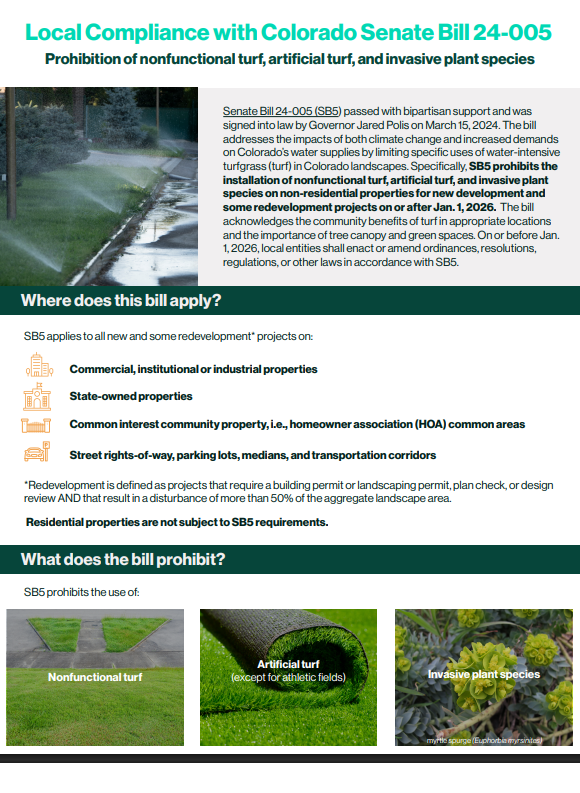 Local Compliance with Colorado Senate Bill 24-005
Prohibition of nonfunctional turf, artificial turf, and invasive plant species
Senate Bill 24-005 (SB5) passed with bipartisan support and was
signed into law by Governor Jared Polis on March 15, 2024. The bill
addresses the impacts of both climate change and increased demands
on Colorado's water supplies by limiting specific uses of water-intensive
turfgrass (turf) in Colorado landscapes. Specifically, SB5 prohibits the
installation of nonfunctional turf, artificial turf, and invasive plant
species on non-residential properties for new development and
some redevelopment projects on or after Jan. 1, 2026. The bill
acknowledges the community benefits of turf in appropriate locations
and the importance of tree canopy and green spaces. On or before Jan.
1, 2026, local entities shall enact or amend ordinances, resolutions,
regulations, or other laws in accordance with SB5.
Where does this bill apply?
SB5 applies to all new and some redevelopment* projects on:
Commercial, institutional or industrial properties
State-owned properties
Common interest community property, i.e., homeowner association (HOA) common areas
Street rights-of-way, parking lots, medians, and transportation corridors
*Redevelopment is defined as projects that require a building permit or landscaping permit, plan check, or design
review AND that result in a disturbance of more than 50% of the aggregate landscape area.
Residential properties are not subject to SB5 requirements.
What does the bill prohibit?
SB5 prohibits the use of:
Nonfunctional turf
Artificial turf
(except for athletic fields)
Invasive plant species
myrtle spurge (Euphorbia myrsinites)